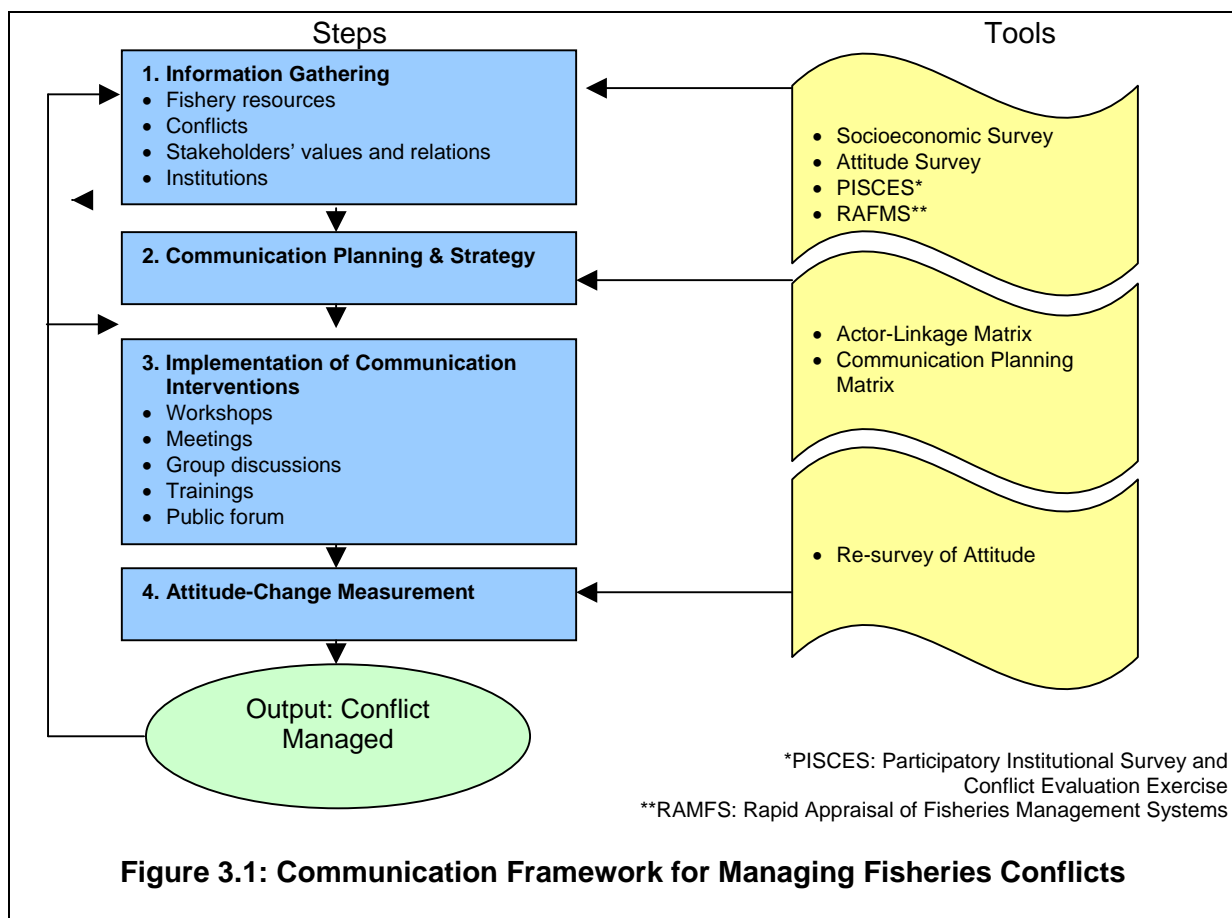 Steps
1. Information Gathering
• Fishery resources
• Conflicts
• Stakeholders' values and relations
• Institutions
2. Communication Planning & Strategy
3. Implementation of Communication
Interventions
• Workshops
• Meetings
• Group discussions
• Trainings
• Public forum
4. Attitude-Change Measurement
Output: Conflict
Managed
Tools
• Socioeconomic Survey
• Attitude Survey
• PISCES*
• RAFMS**
• Actor-Linkage Matrix
• Communication Planning
Matrix
• Re-survey of Attitude
*PISCES: Participatory Institutional Survey and
Conflict Evaluation Exercise
**RAMFS: Rapid Appraisal of Fisheries Management Systems
Figure 3.1: Communication Framework for Managing Fisheries Conflicts